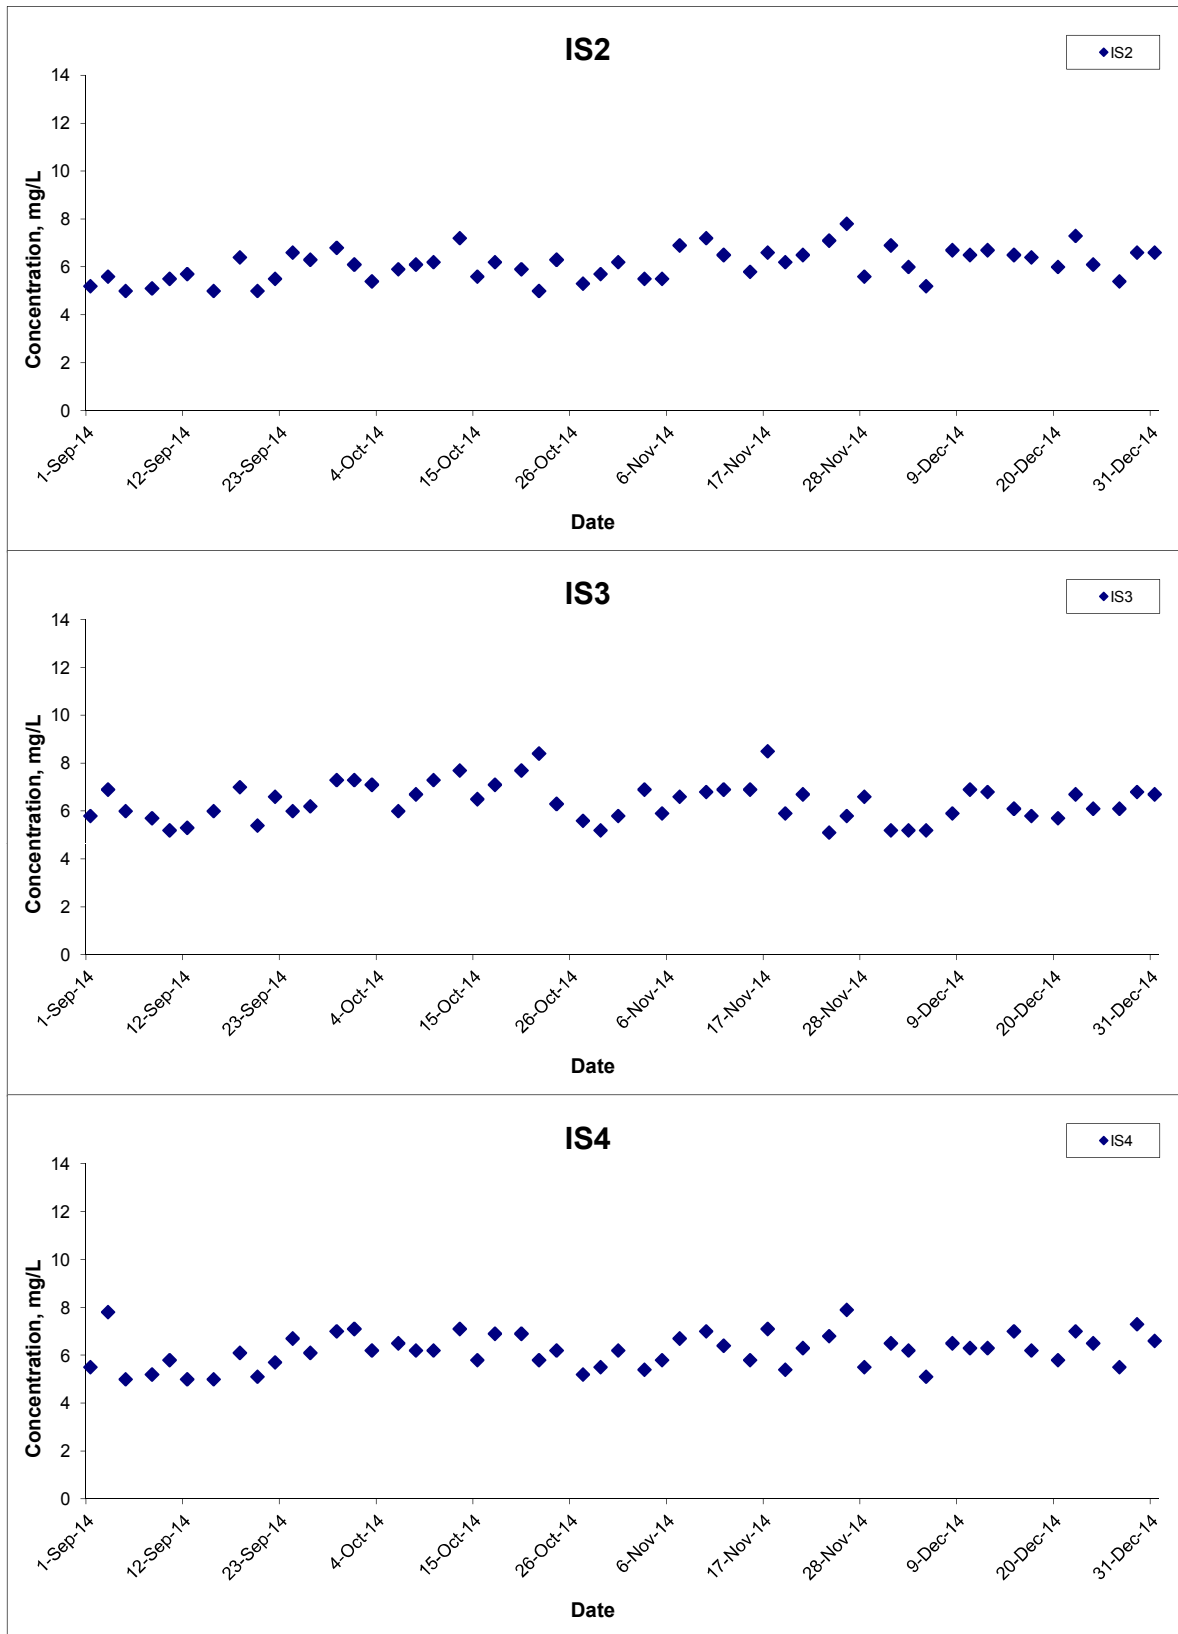 IS2
IS2
14
12
10
8
6
4
2
0
Concentration, mg/L
1-Sep-14
12-Sep-14
23-Sep-14
4-Oct-14
15-Oct-14
26-Oct-14
6-Nov-14
17-Nov-14
28-Nov-14
9-Dec-14
20-Dec-14
31-Dec-14
Date
IS3
IS3
14
12
10
8
6
4
2
0
Concentration, mg/L
1-Sep-14
12-Sep-14
23-Sep-14
4-Oct-14
15-Oct-14
26-Oct-14
6-Nov-14
17-Nov-14
28-Nov-14
9-Dec-14
20-Dec-14
31-Dec-14
Date
IS4
IS4
14
12
10
8
6
4
2
0
Concentration, mg/L
1-Sep-14
12-Sep-14
23-Sep-14
4-Oct-14
15-Oct-14
26-Oct-14
6-Nov-14
17-Nov-14
28-Nov-14
9-Dec-14
20-Dec-14
31-Dec-14
Date